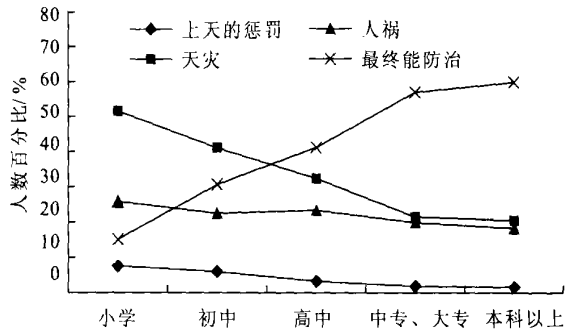 80
70
60
50
40
30
20
10
0
人数百分比/%
上天的惩罚
人祸
天灾
最终能防治
小学 初中 高中 中专、大专 本科以上